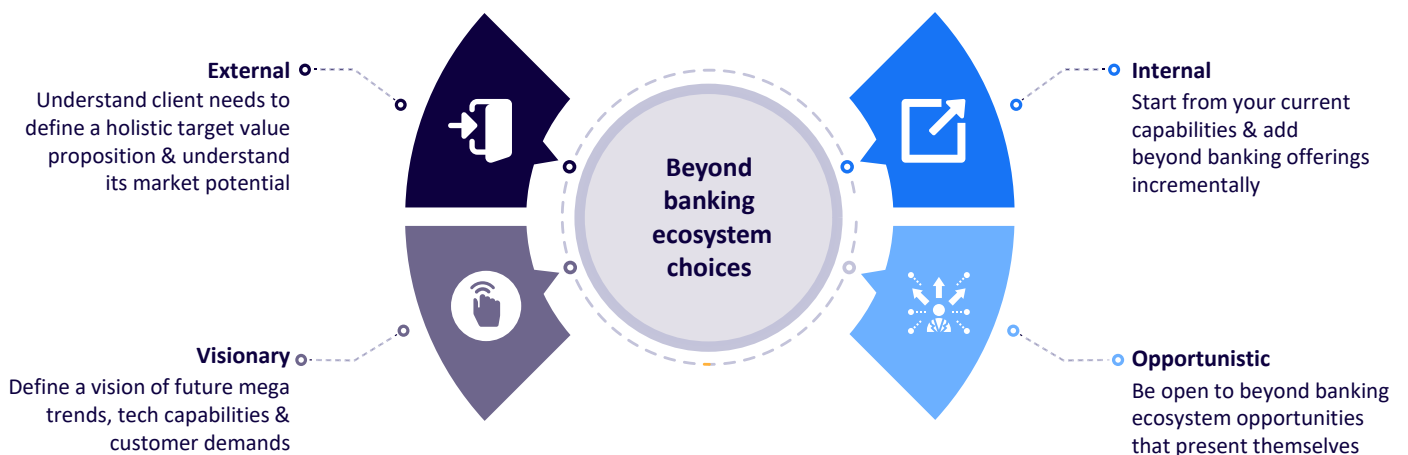 External
Understand client needs to
define a holistic target value
proposition & understand
its market potential
Visionary
Define a vision of future mega
trends, tech capabilities &
customer demands
Beyond
banking
ecosystem
choices
Internal
Start from your current
capabilities & add
beyond banking offerings
incrementally
Opportunistic
Be open to beyond banking
ecosystem opportunities
that present themselves